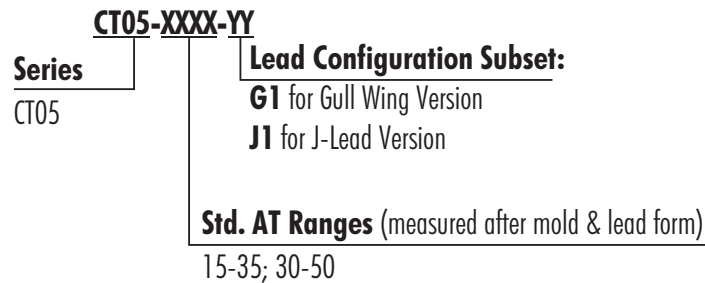 CT05-XXXX-YY
Series
CT05
Lead Configuration Subset:
G1 for Gull Wing Version
J1 for J-Lead Version
Std. AT Ranges (measured after mold & lead form)
15-35; 30-50